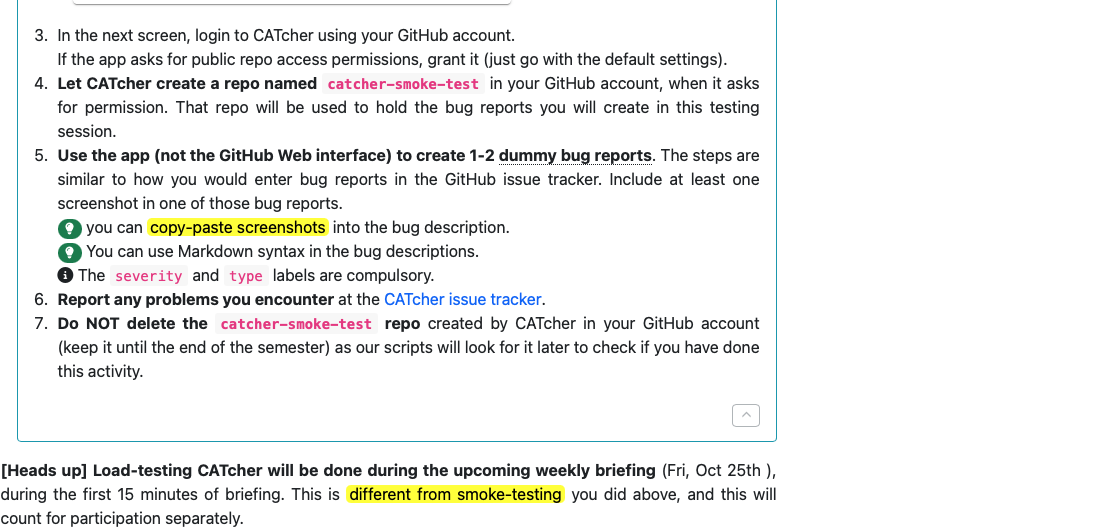 3. In the next screen, login to CATcher using your GitHub account.
If the app asks for public repo access permissions, grant it (just go with the default settings).
4. Let CATcher create a repo named catcher-smoke-test in your GitHub account, when it asks
for permission. That repo will be used to hold the bug reports you will create in this testing
session.
5. Use the app (not the GitHub Web interface) to create 1-2 dummy bug reports. The steps are
similar to how you would enter bug reports in the GitHub issue tracker. Include at least one
screenshot in one of those bug reports.
you can copy-paste screenshots into the bug description.
You can use Markdown syntax in the bug descriptions.
The severity and type labels are compulsory.
6. Report any problems you encounter at the CATcher issue tracker.
7. Do NOT delete the catcher-smoke-test repo created by CATcher in your GitHub account
(keep it until the end of the semester) as our scripts will look for it later to check if you have done
this activity.
[Heads up] Load-testing CATcher will be done during the upcoming weekly briefing (Fri, Oct 25th ),
during the first 15 minutes of briefing. This is different from smoke-testing you did above, and this will
count for participation separately.